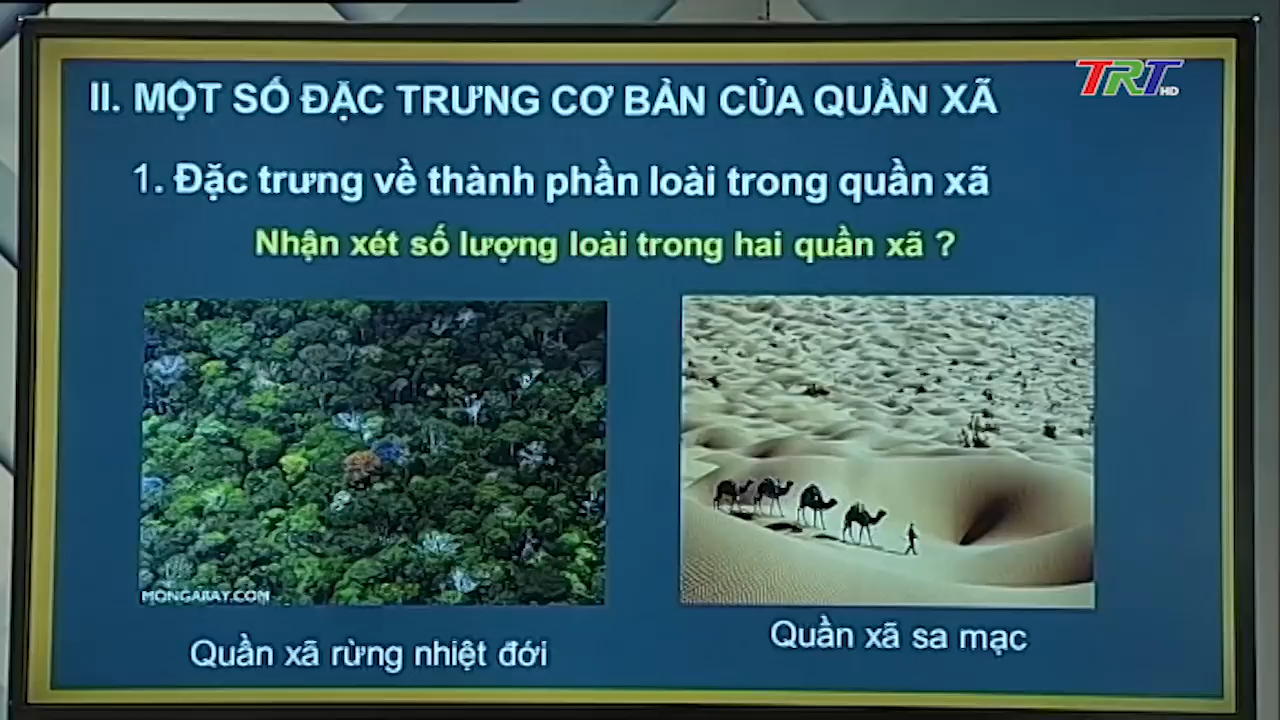 TRT HD
II. MỘT SỐ ĐẶC TRƯNG CƠ BẢN CỦA QUẦN XÃ
1. Đặc trưng về thành phần loài trong quần xã
Nhận xét số lượng loài trong hai quần xã ?
MONGABAY.COM
Quần xã rừng nhiệt đới
Quần xã sa mạc